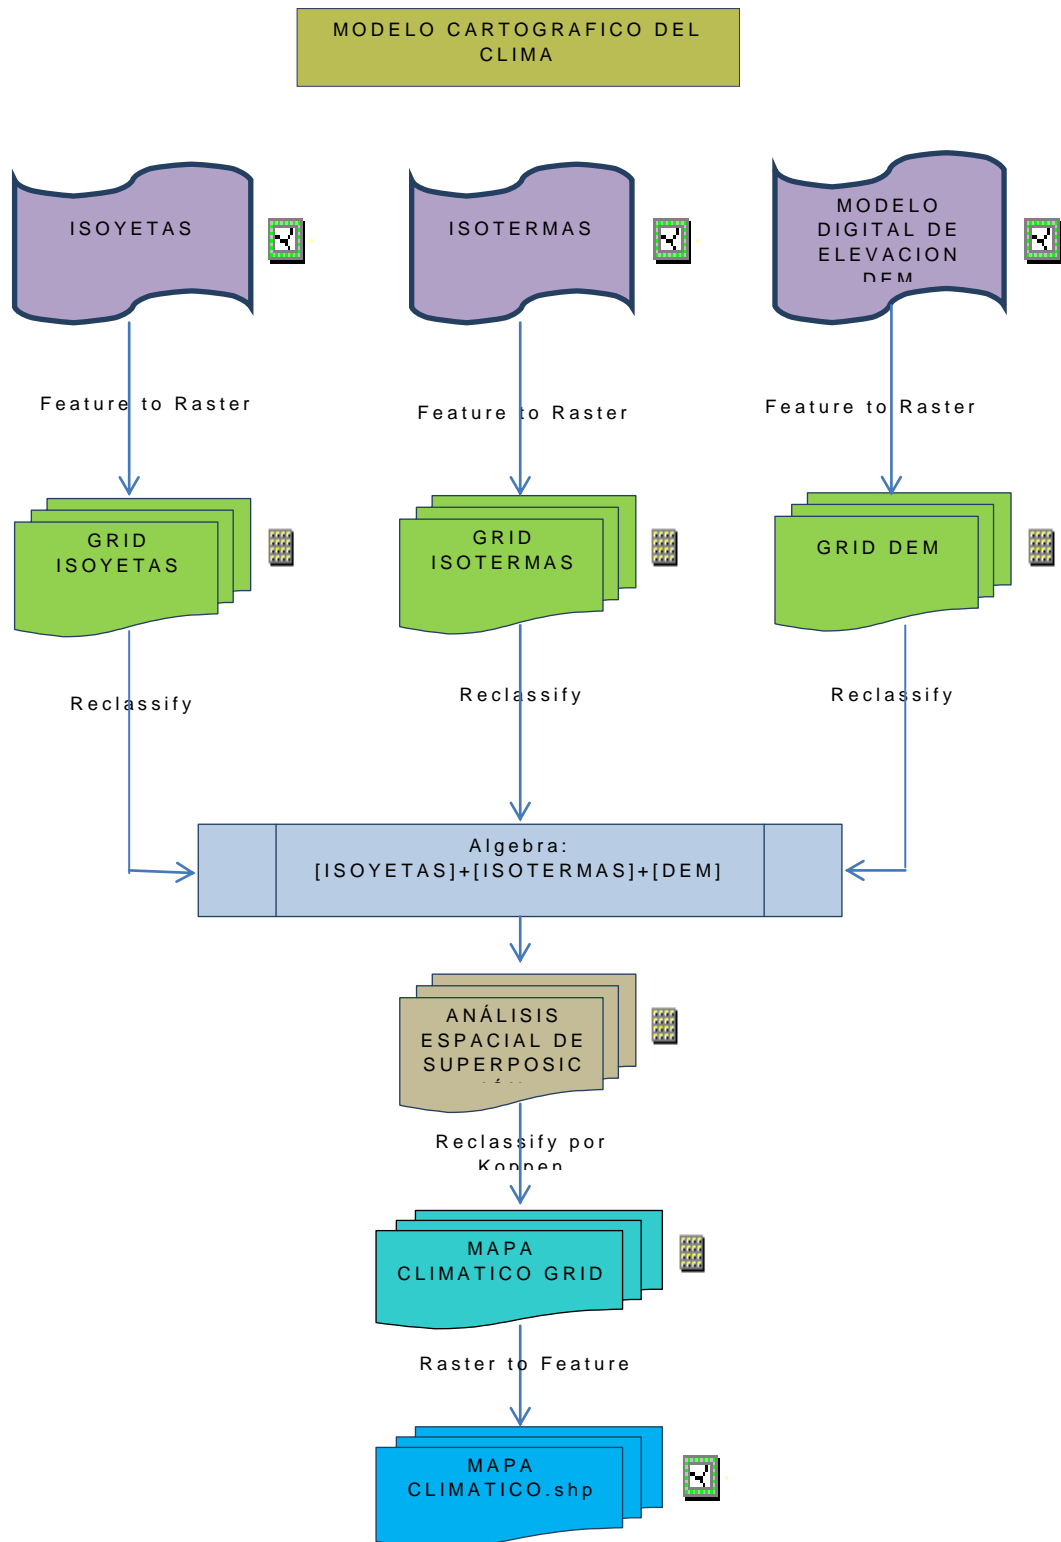 MODELO CARTOGRAFICO DEL
CLIMA
ISOYETAS
ISOTERMAS
MODELO
DIGITAL DE
ELEVACION
DEM
Feature to Raster
Feature to Raster
Feature to Raster
GRID
ISOYETAS
GRID
ISOTERMAS
GRID DEM
Reclassify
Reclassify
Reclassify
Algebra:
[ISOYETAS]+[ISOTERMAS]+[DEM]
ANÁLISIS
ESPACIAL DE
SUPERPOSIC
Reclassify por
Koppen
MAPA
CLIMATICO GRID
Raster to Feature
MAPA
CLIMATICO.shp